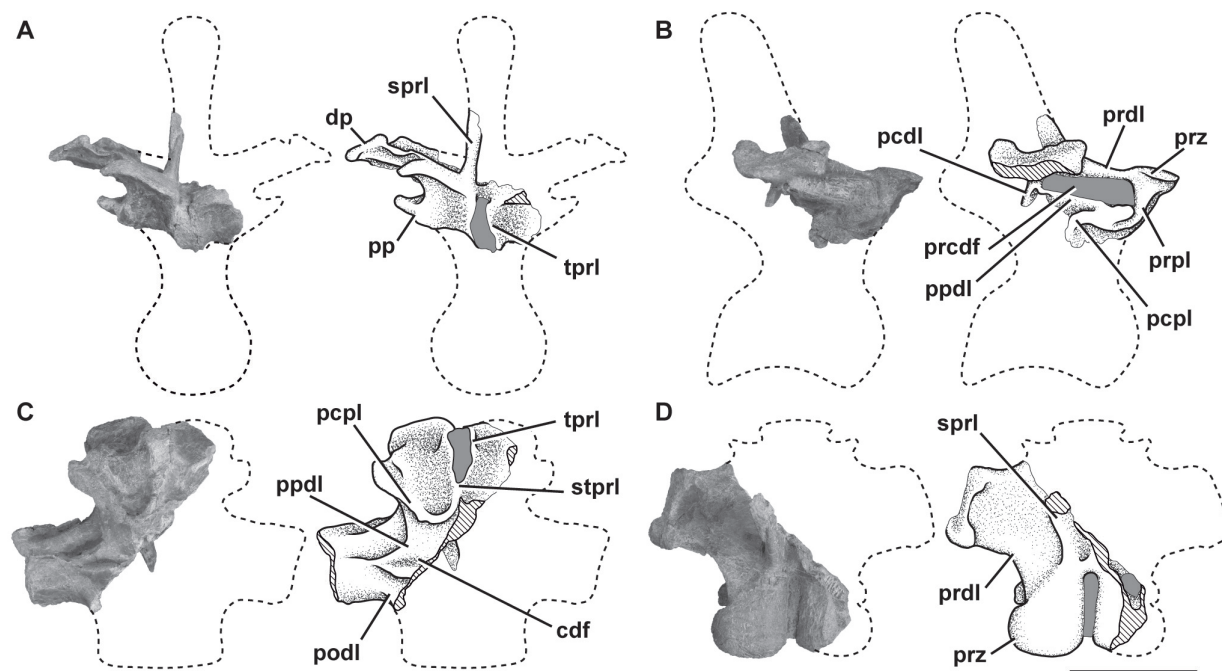 A
B
sprl
dp
pp
tprl
prdl
prz
pcdl
prcdf
ppdl
prpl
pcpl
C
D
pcpl
tprl
ppdl
stprl
podl
cdf
sprl
prdl
prz